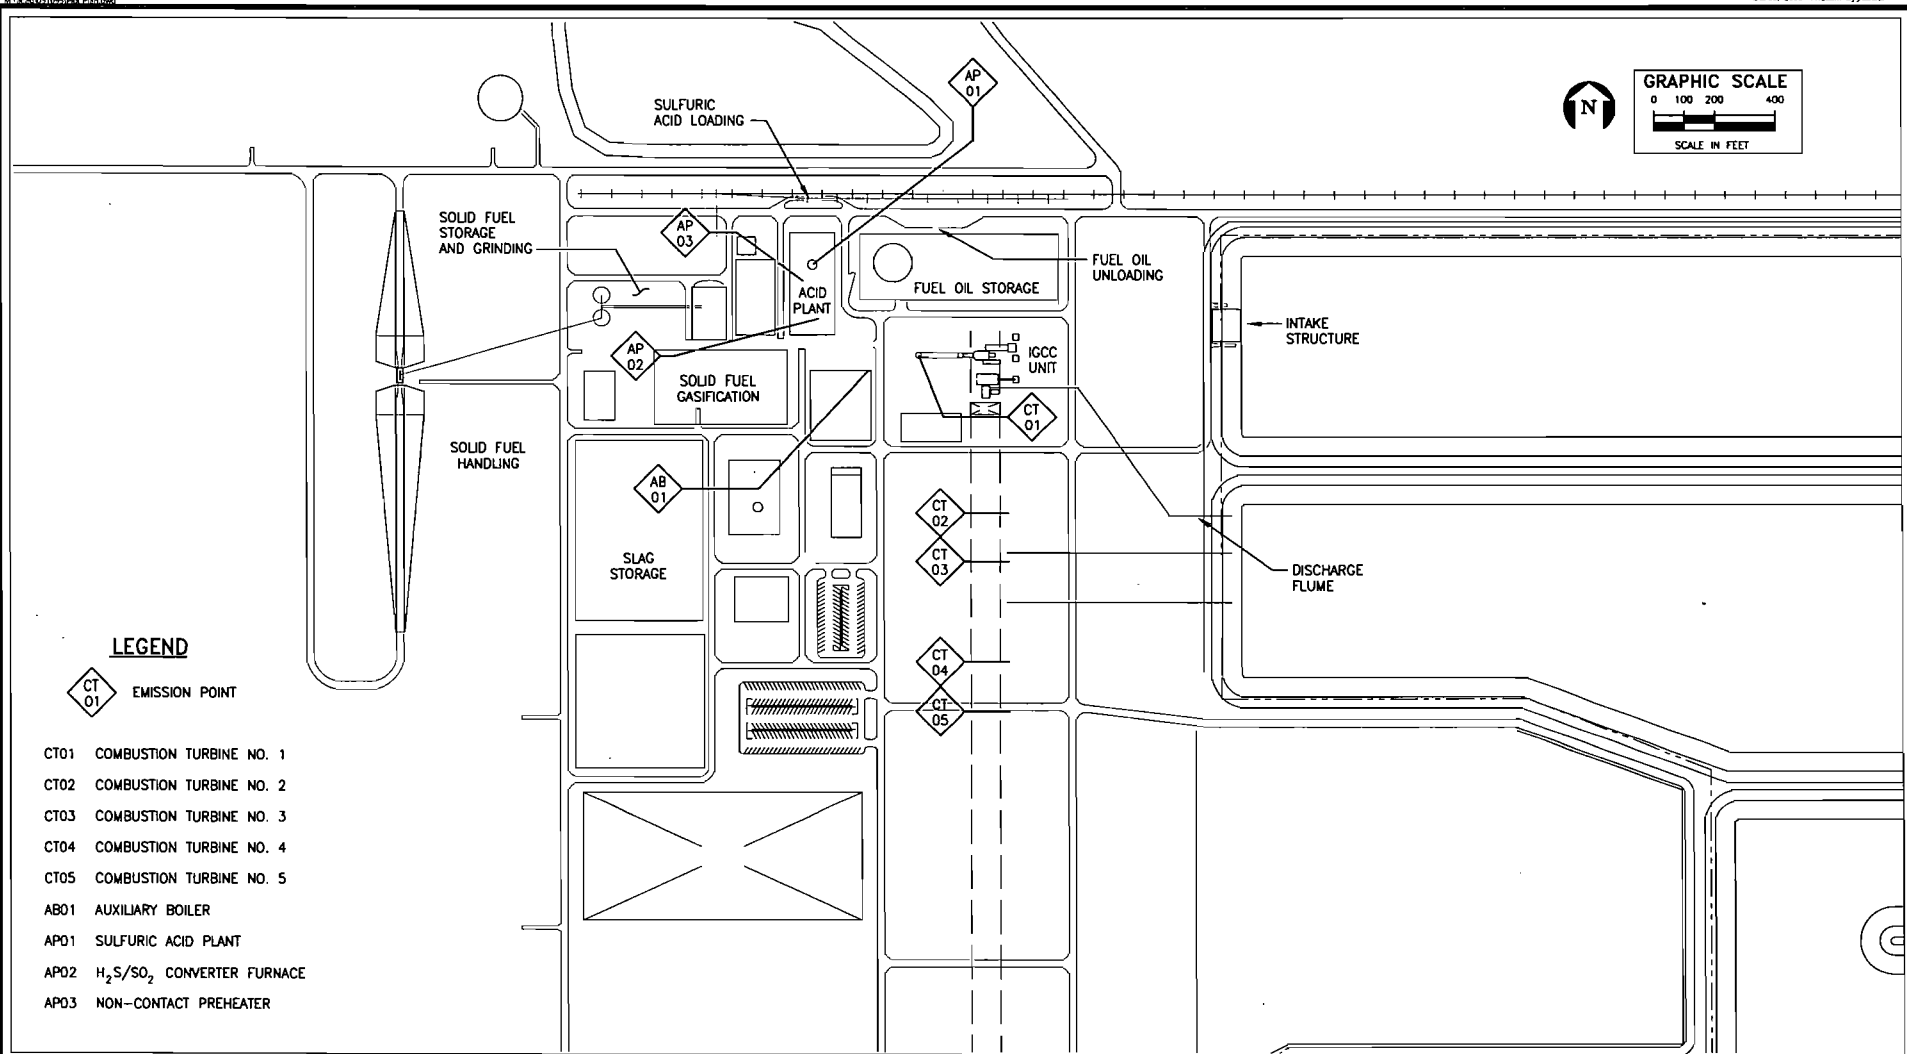 AP
01
SULFURIC
ACID LOADING
N
GRAPHIC SCALE
0 100 200 400
SCALE IN FEET
SOLID FUEL
STORAGE
AND GRINDING
AP
03
ACID
PLANT
FUEL OIL STORAGE
FUEL OIL
UNLOADING
INTAKE
STRUCTURE
AP
02
SOLID FUEL
GASIFICATION
IGCC
UNIT
CT
01
SOLID FUEL
HANDLING
AB
01
CT
02
CT
03
SLAG
STORAGE
DISCHARGE
FLUME
CT
04
CT
05
LEGEND
CT
01
EMISSION POINT
CT01 COMBUSTION TURBINE NO. 1
CT02 COMBUSTION TURBINE NO. 2
CT03 COMBUSTION TURBINE NO. 3
CT04 COMBUSTION TURBINE NO. 4
CT05 COMBUSTION TURBINE NO. 5
AB01 AUXILIARY BOILER
AP01 SULFURIC ACID PLANT
AP02 H₂S/SO₂ CONVERTER FURNACE
AP03 NON-CONTACT PREHEATER